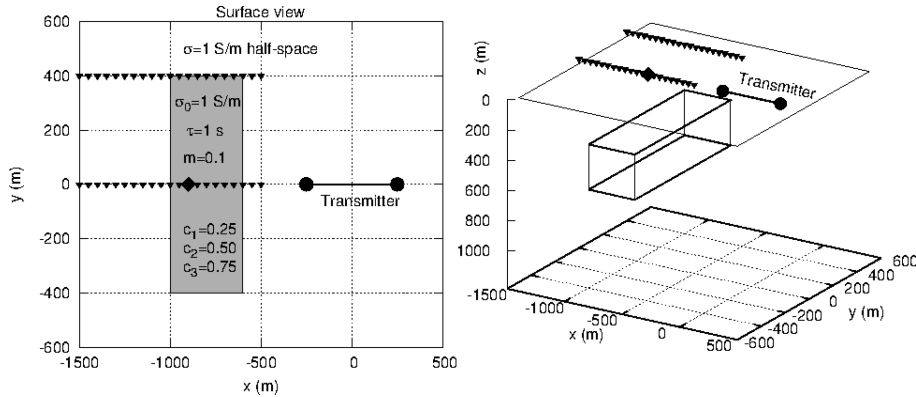 Surface view
600
400
200
0
-200
-400
-600
y (m)
-1500
-1000
-500
0
500
x (m)
σ=1 S/m half-space
σ₀=1 S/m
τ=1 s
m=0.1
c₁=0.25
c₂=0.50
c₃=0.75
Transmitter
z (m)
0
200
400
600
800
1000
Transmitter
-1500
-1000
-500
0
500
x (m)
-600
-400
-200
0
200
400
600
y (m)